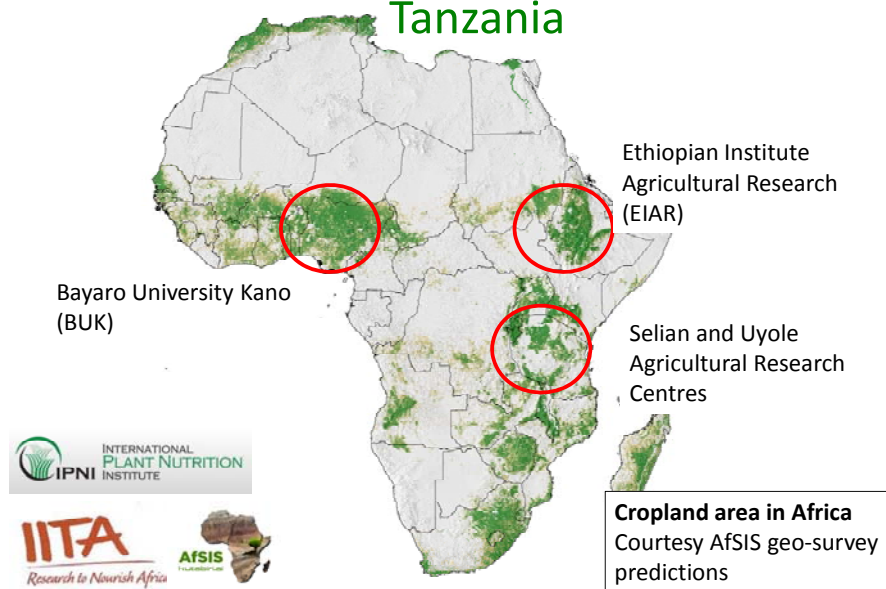 Tanzania
Ethiopian Institute
Agricultural Research
(EIAR)
Bayaro University Kano
(BUK)
Selian and Uyole
Agricultural Research
Centres
IPNI
INTERNATIONAL
PLANT NUTRITION
INSTITUTE
IITA
Research to Nourish Africa
AfSIS
Cropland area in Africa
Courtesy AfSIS geo-survey
predictions